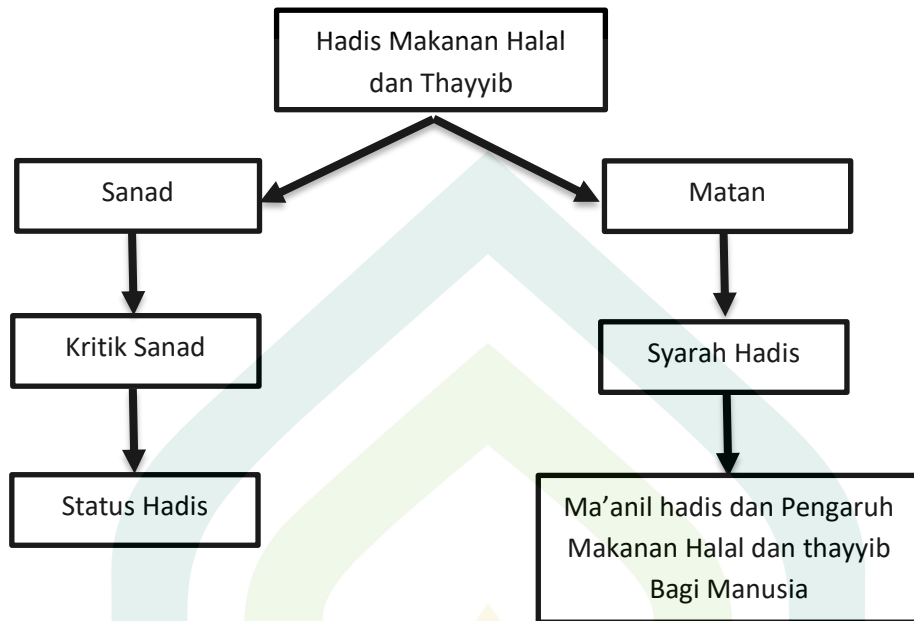 Hadis Makanan Halal
dan Thayyib
Sanad
Matan
Kritik Sanad
Syarah Hadis
Status Hadis
Ma’anil hadis dan Pengaruh
Makanan Halal dan thayyib
Bagi Manusia